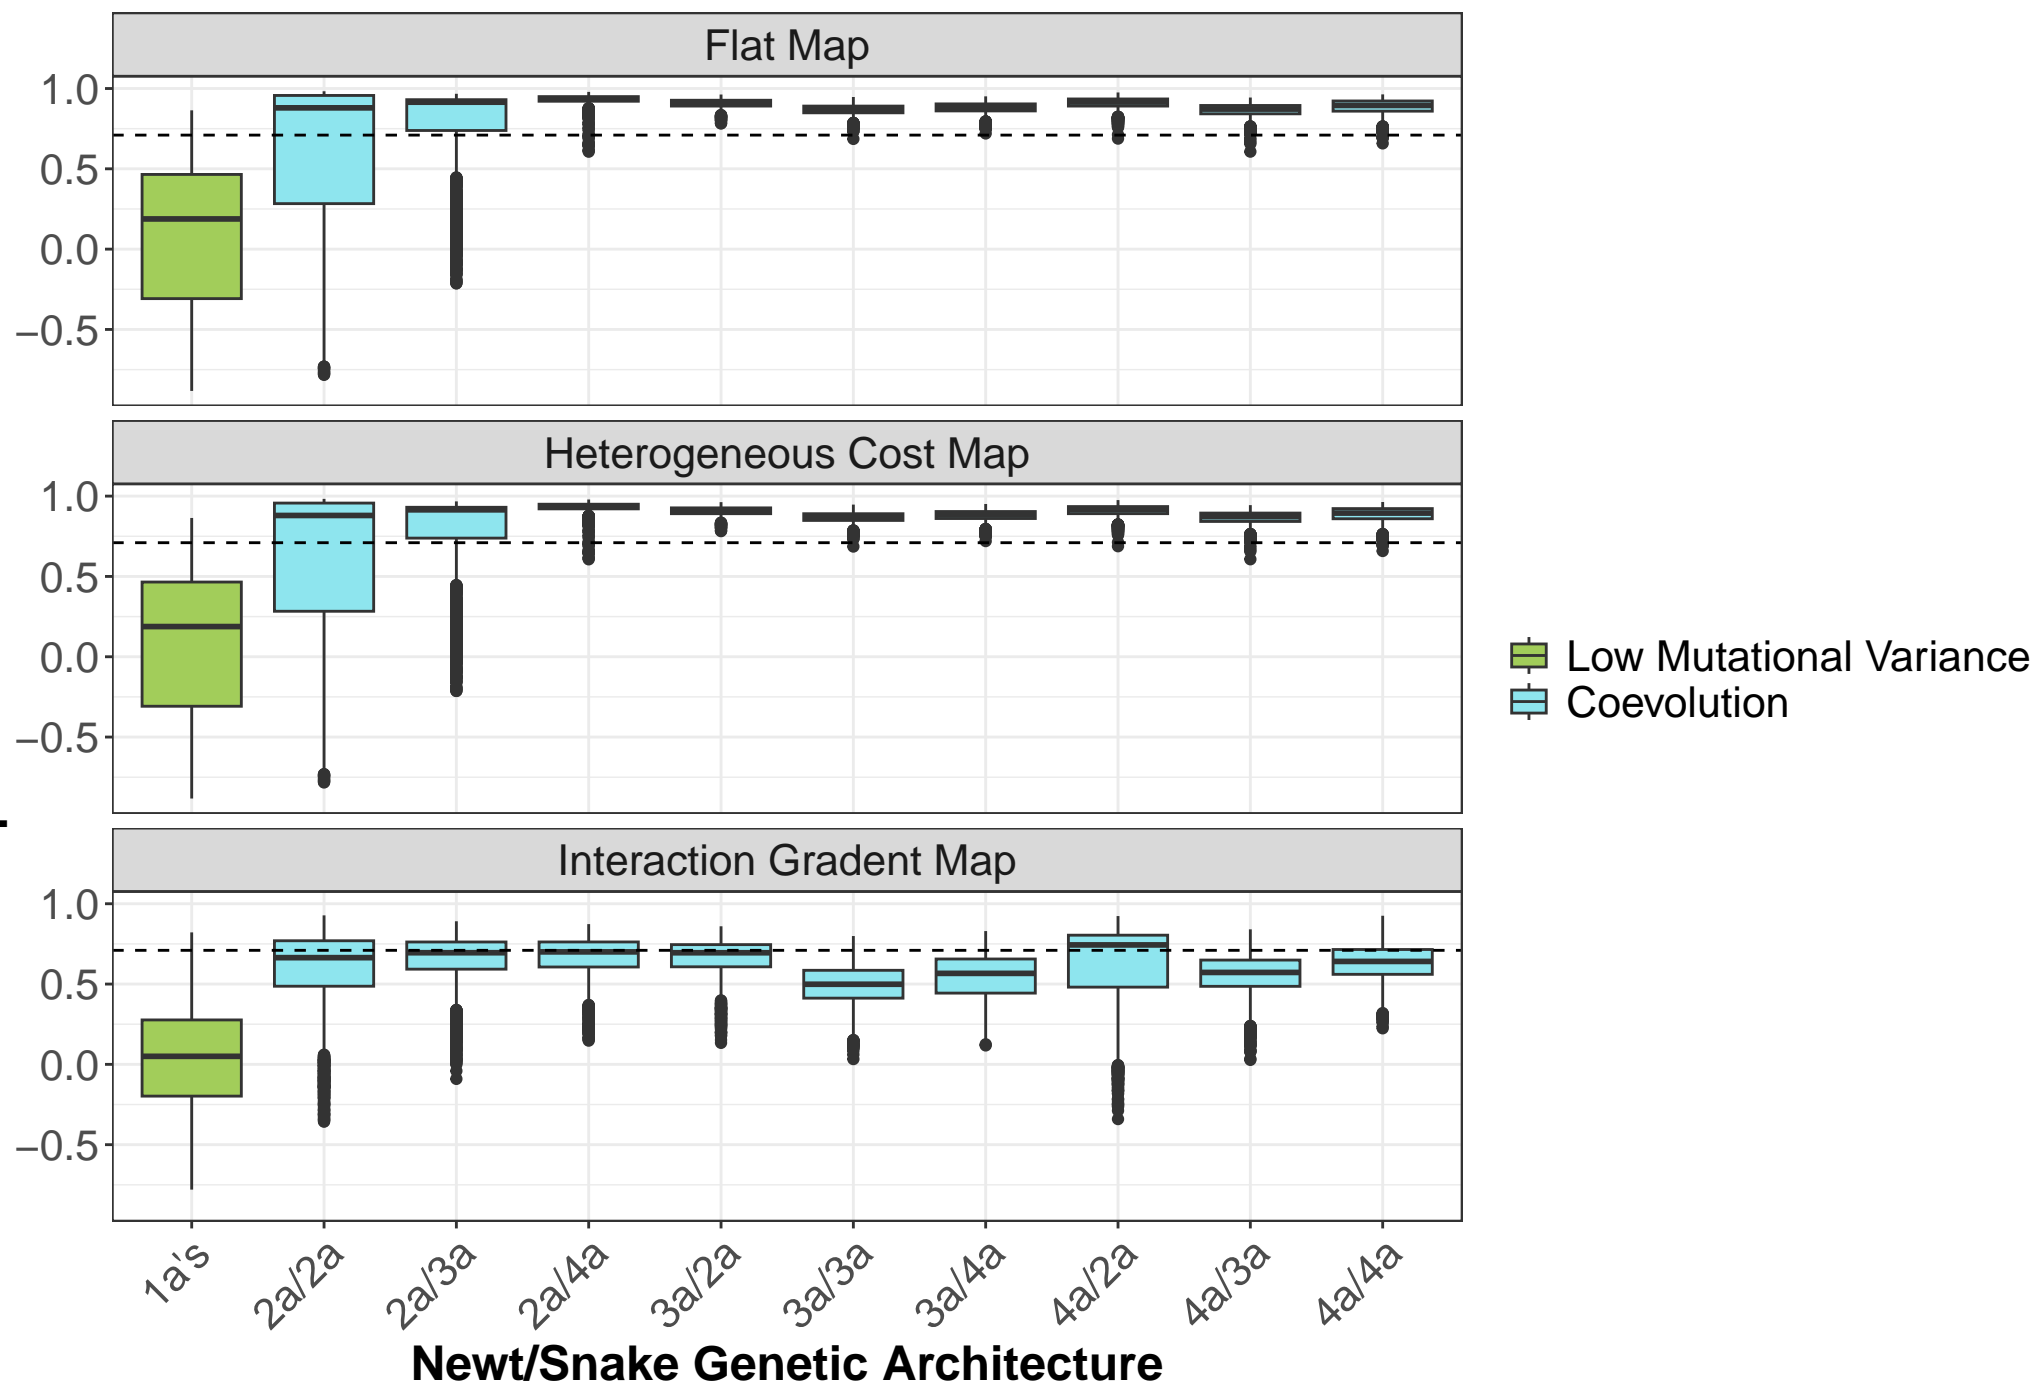 Flat Map
1.0
0.5
0.0
−0.5
Heterogeneous Cost Map
1.0
0.5
0.0
−0.5
Interaction Gradent Map
1.0
0.5
0.0
−0.5
1a's
2a/2a
2a/3a
2a/4a
3a/2a
3a/3a
3a/4a
4a/2a
4a/3a
4a/4a
Newt/Snake Genetic Architecture
Low Mutational Variance
Coevolution